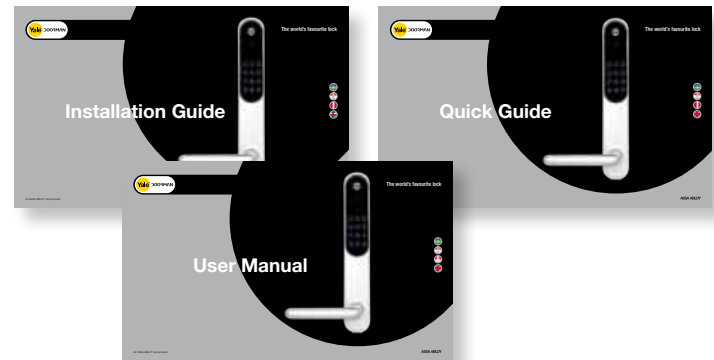 Yale DOORMAN
The world's favourite lock
Installation Guide
Yale DOORMAN
The world's favourite lock
Quick Guide
ASSA ABLOY
Yale DOORMAN
The world's favourite lock
User Manual
ASSA ABLOY